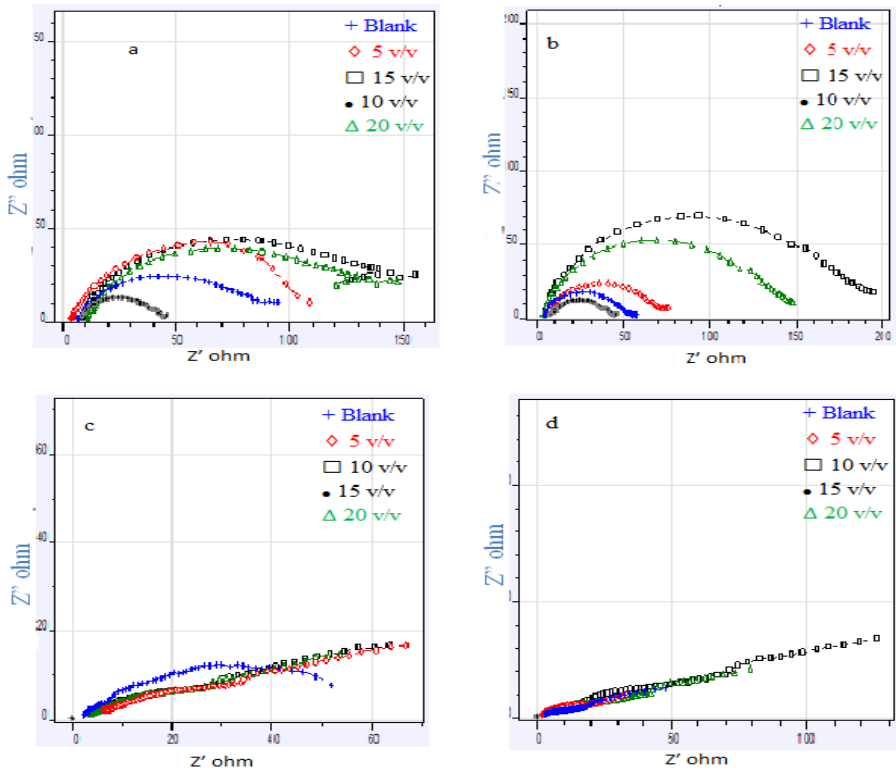 a
+ Blank
◇ 5 v/v
□ 15 v/v
• 10 v/v
△ 20 v/v
Z” ohm
50
0
0 50 100 150
Z' ohm
b
+ Blank
◇ 5 v/v
□ 15 v/v
• 10 v/v
△ 20 v/v
Z” ohm
200
50
0
0 50 100 150 200
Z' ohm
c
+ Blank
◇ 5 v/v
□ 10 v/v
• 15 v/v
△ 20 v/v
Z” ohm
60
40
20
0
0 20 40 60
Z' ohm
d
+ Blank
◇ 5 v/v
□ 10 v/v
• 15 v/v
△ 20 v/v
Z” ohm
0
0 50 100
Z' ohm